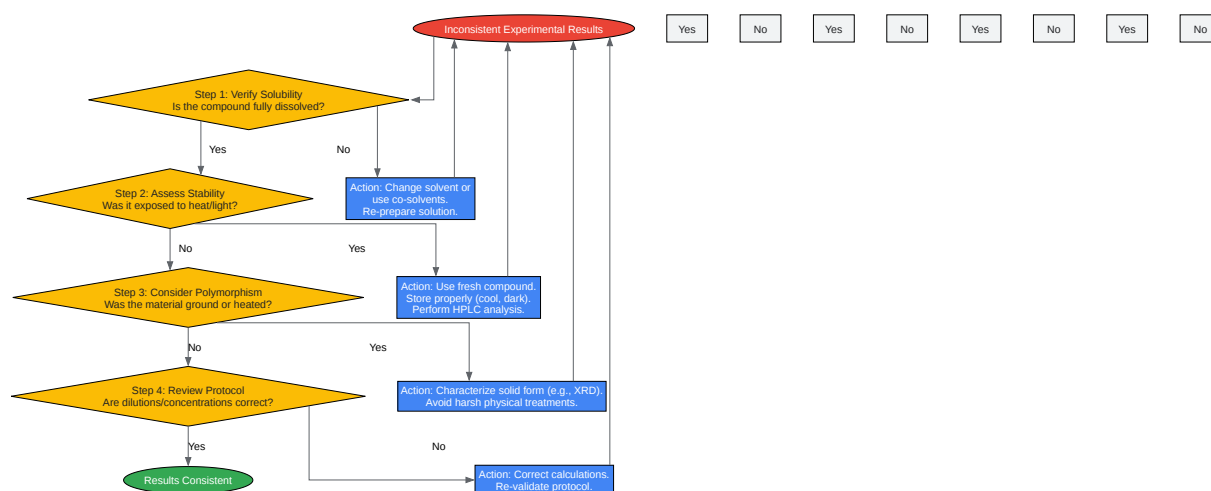 Inconsistent Experimental Results
Yes
No
Yes
No
Yes
No
Yes
No
Step 1: Verify Solubility
Is the compound fully dissolved?
Yes
No
Step 2: Assess Stability
Was it exposed to heat/light?
Action: Change solvent or
use co-solvents.
Re-prepare solution.
No
Yes
Step 3: Consider Polymorphism
Was the material ground or heated?
Action: Use fresh compound.
Store properly (cool, dark).
Perform HPLC analysis.
No
Yes
Step 4: Review Protocol
Are dilutions/concentrations correct?
Action: Characterize solid form (e.g., XRD).
Avoid harsh physical treatments.
Yes
No
Results Consistent
Action: Correct calculations.
Re-validate protocol.